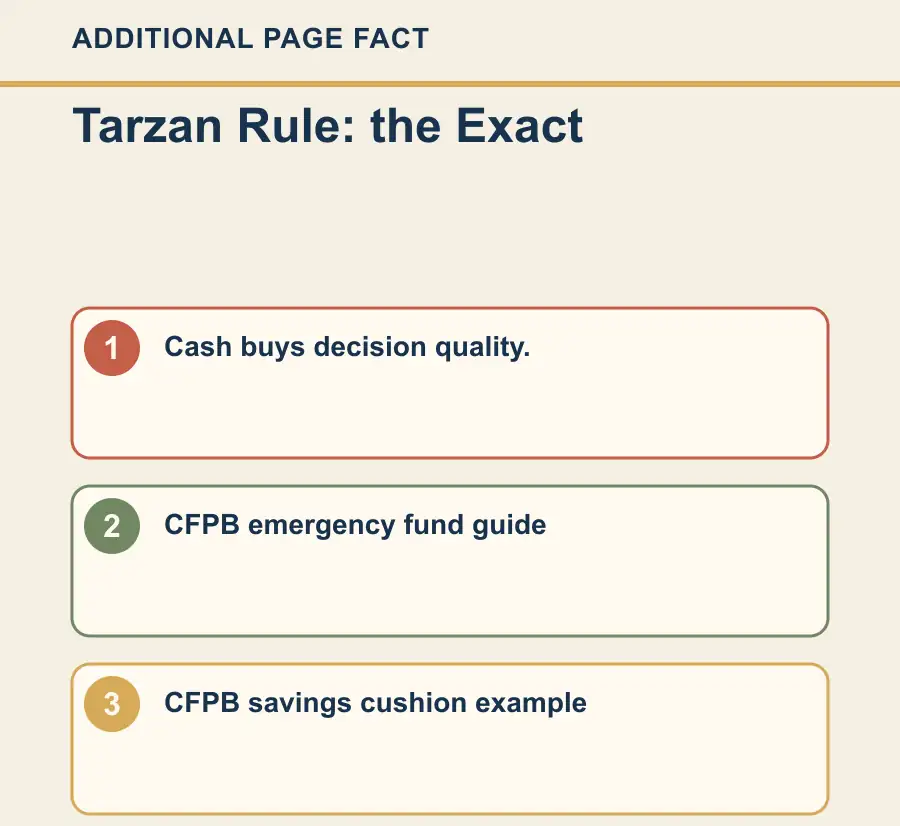 ADDITIONAL PAGE FACT
Tarzan Rule: the Exact
1 Cash buys decision quality.
2 CFPB emergency fund guide
3 CFPB savings cushion example